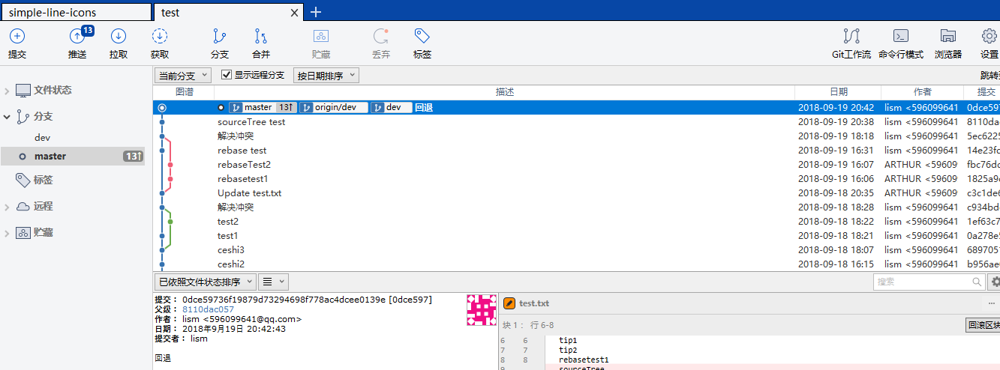 simple-line-icons
test
13
提交
推送
拉取
获取
分支
合并
贮藏
丢弃
标签
Git工作流
命令行模式
浏览器
设置
文件状态
分支
dev
master 13↑
标签
远程
贮藏
当前分支 显示远程分支 按日期排序
图谱 描述 日期 作者 提交
master 13↑ origin/dev dev 回退 2018-09-19 20:42 lism <596099641 0dce597
sourceTree test 2018-09-19 20:38 lism <596099641 8110da
解决冲突 2018-09-19 18:18 lism <596099641 5ec6225
rebase test 2018-09-19 16:31 lism <596099641 14e23fc
rebaseTest2 2018-09-19 16:07 ARTHUR <59609 fbc76dc
rebasetest1 2018-09-19 16:06 ARTHUR <59609 1825a9
Update test.txt 2018-09-18 20:35 ARTHUR <59609 c3c1de
解决冲突 2018-09-18 18:28 lism <596099641 c934bd
test2 2018-09-18 18:22 lism <596099641 1ef63c7
test1 2018-09-18 18:21 lism <596099641 0a278e
ceshi3 2018-09-18 18:07 lism <596099641 689705
ceshi2 2018-09-18 16:15 lism <596099641 b956ae
已依照文件状态排序
搜索
提交： 0dce59736f19879d73294698f778ac4dcee0139e [0dce597]
父级： 8110dac057
作者： lism <596099641@qq.com>
日期： 2018年9月19日 20:42:43
提交者： lism
回退
test.txt
块 1： 行 6-8
回滚区块
6 6 tip1
7 7 tip2
8 8 rebasetest1
9 sourceTree